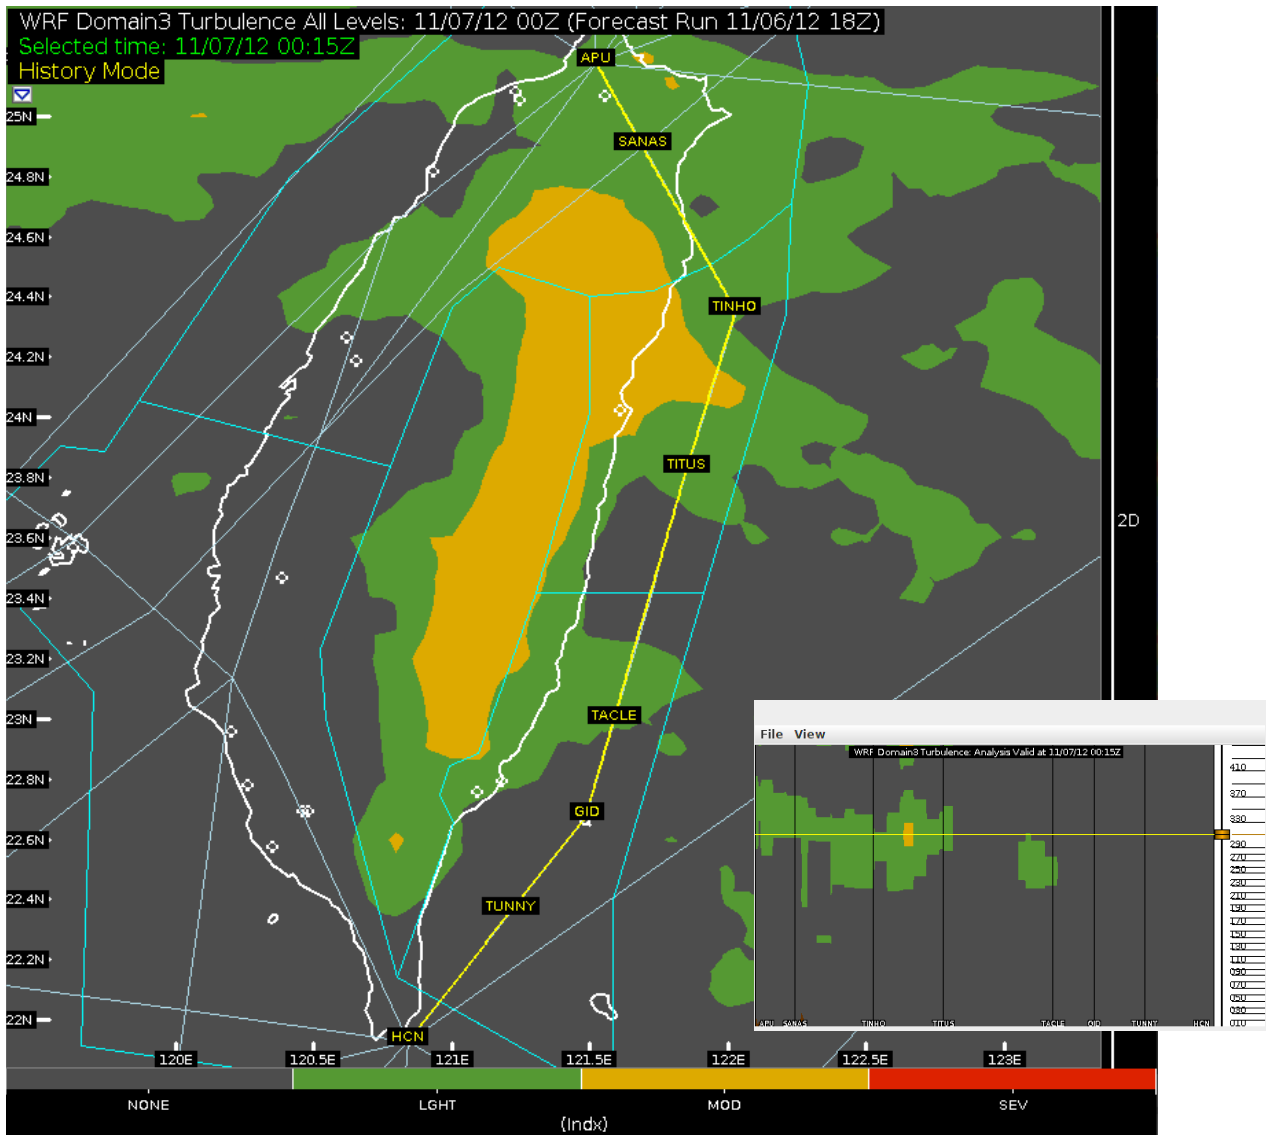 WRF Domain3 Turbulence All Levels: 11/07/12 00Z (Forecast Run 11/06/12 18Z)
Selected time: 11/07/12 00:15Z
History Mode
APU
25N
SANAS
24.8N
24.6N
24.4N
TINHO
24.2N
24N
TITUS
23.8N
23.6N
2D
23.4N
23.2N
23N
TACLE
22.8N
GID
22.6N
22.4N
TUNNY
22.2N
22N
HCN
120E 120.5E 121E 121.5E 122E 122.5E 123E
NONE LGHT MOD SEV
(Indx)
File View
WRF Domain3 Turbulence: Analysis Valid at 11/07/12 00:15Z
410
370
330
290
270
250
230
210
190
170
150
130
110
090
070
050
030
010
APU SANAS TINHO TITUS TACLE GID TUNNY HCN